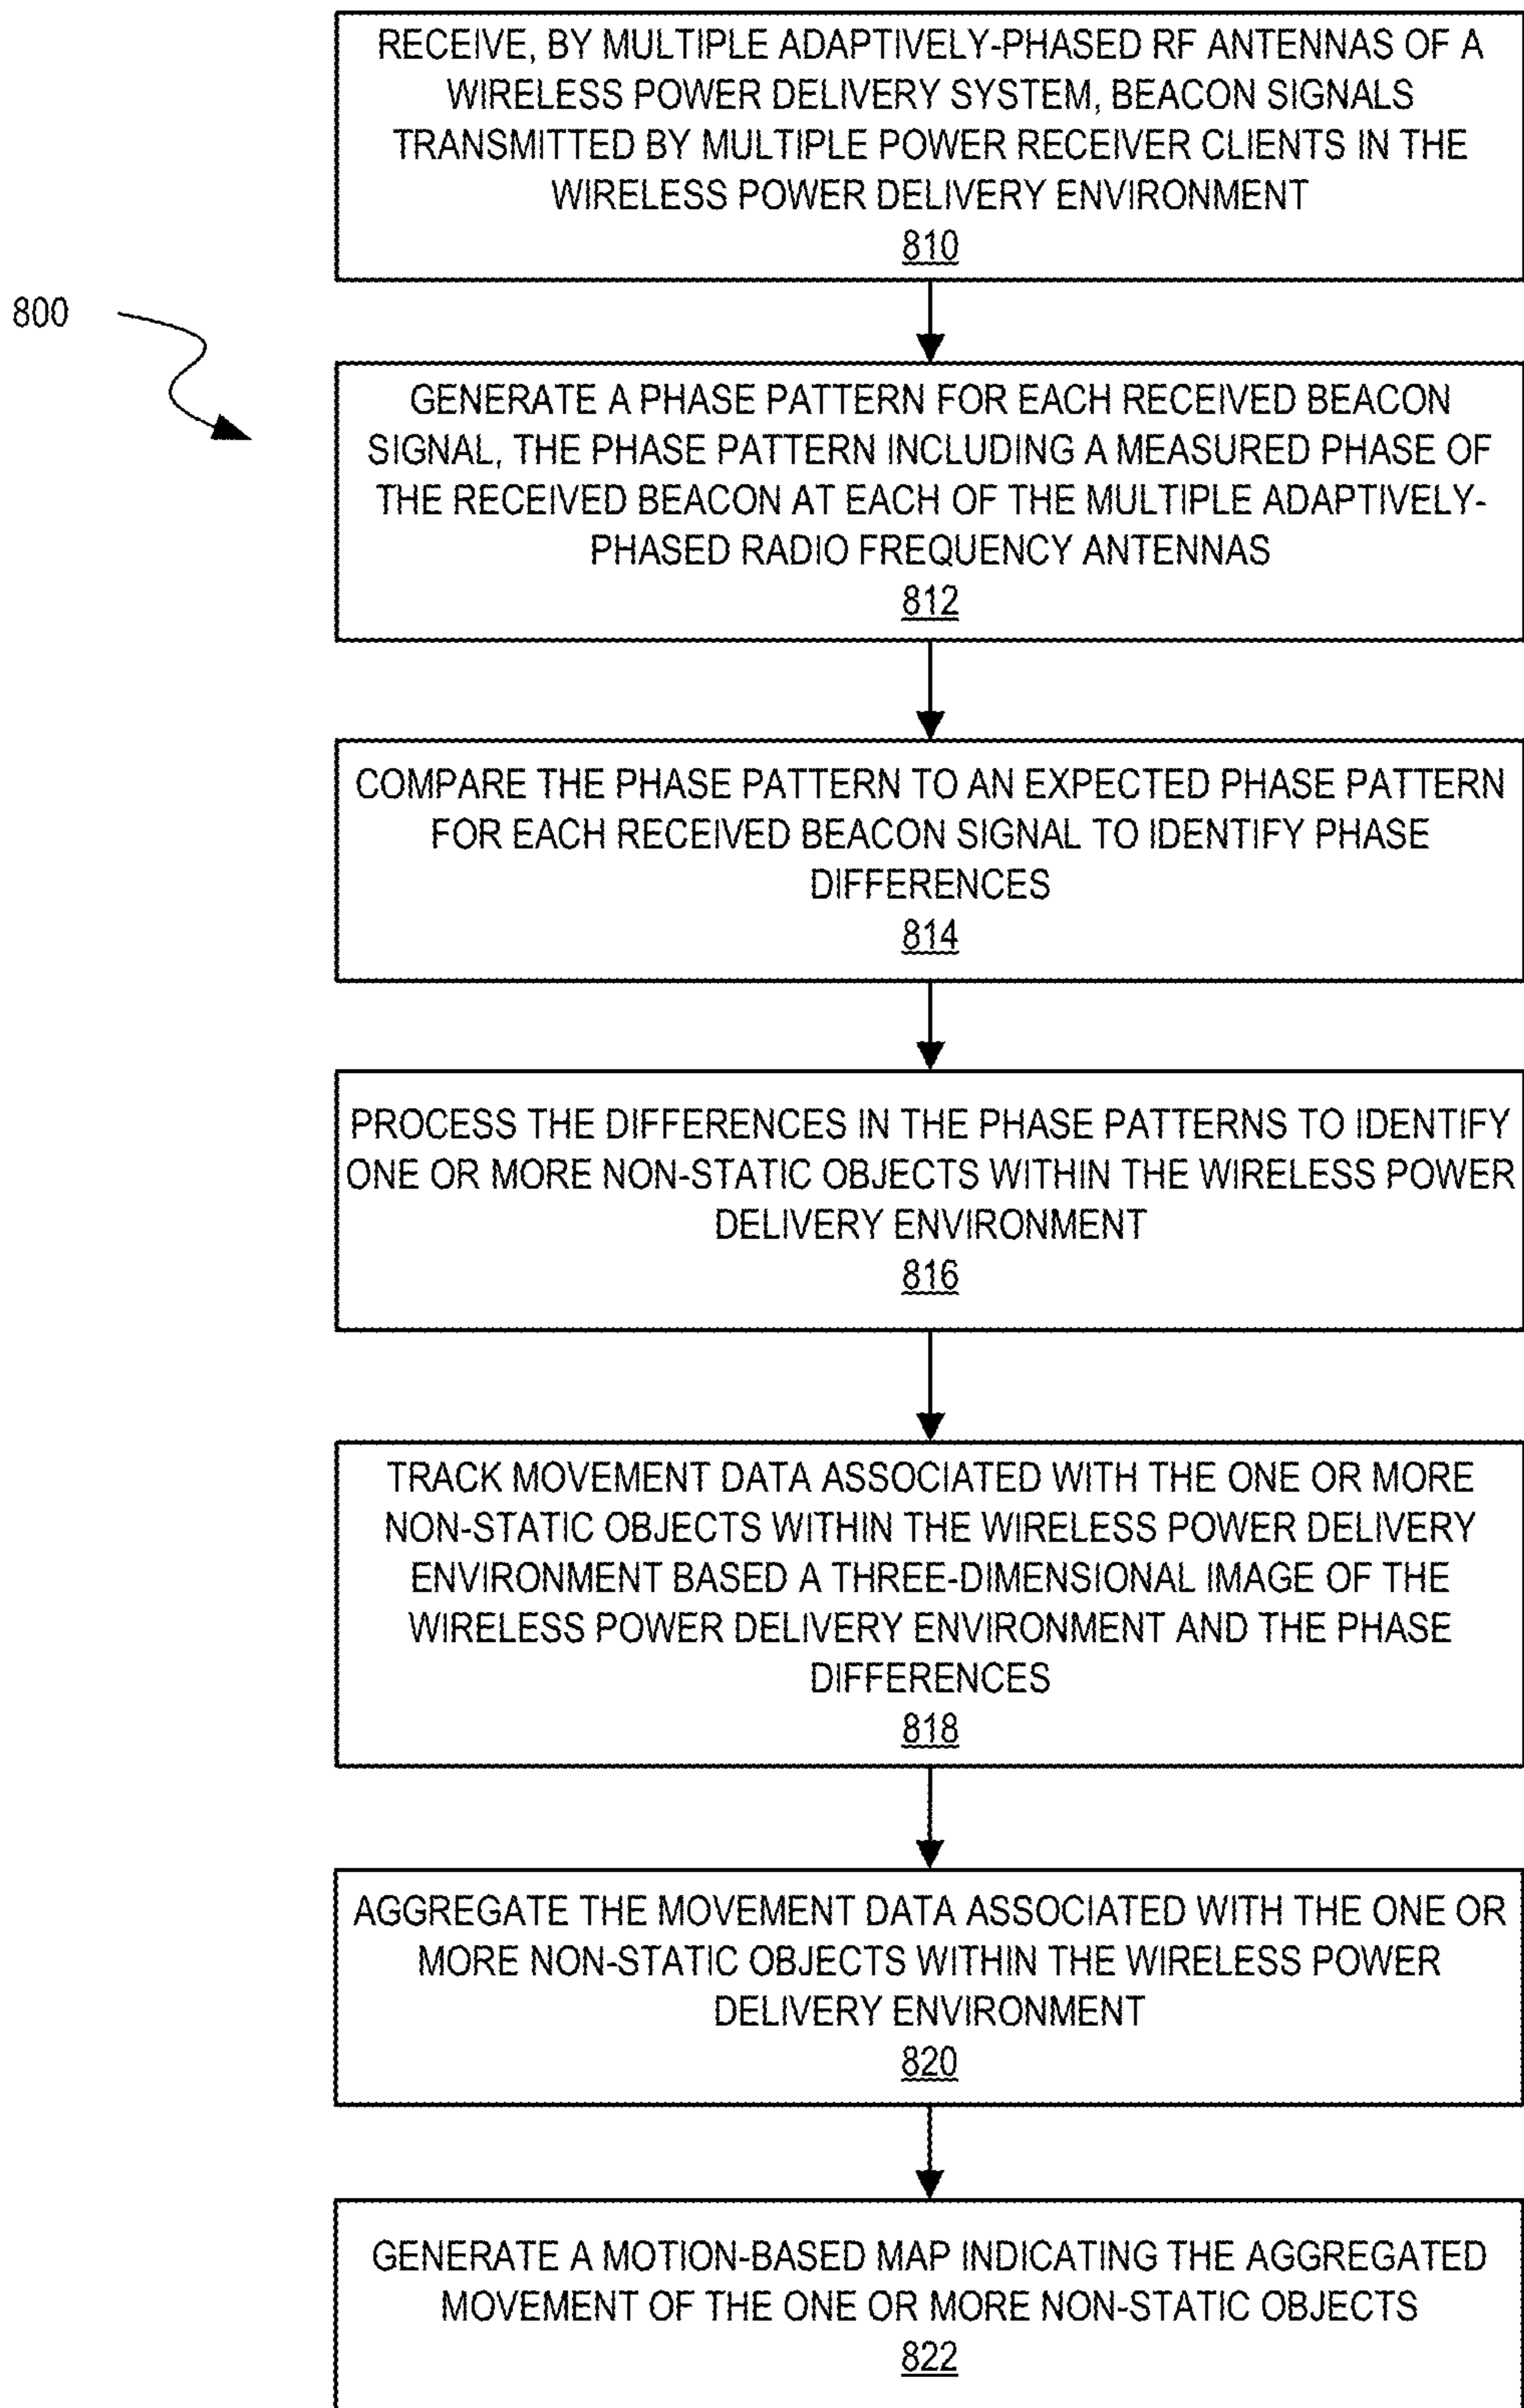 RECEIVE, BY MULTIPLE ADAPTIVELY-PHASED RF ANTENNAS OF A
WIRELESS POWER DELIVERY SYSTEM, BEACON SIGNALS
TRANSMITTED BY MULTIPLE POWER RECEIVER CLIENTS IN THE
WIRELESS POWER DELIVERY ENVIRONMENT
810
800
GENERATE A PHASE PATTERN FOR EACH RECEIVED BEACON
SIGNAL, THE PHASE PATTERN INCLUDING A MEASURED PHASE OF
THE RECEIVED BEACON AT EACH OF THE MULTIPLE ADAPTIVELY-
PHASED RADIO FREQUENCY ANTENNAS
812
COMPARE THE PHASE PATTERN TO AN EXPECTED PHASE PATTERN
FOR EACH RECEIVED BEACON SIGNAL TO IDENTIFY PHASE
DIFFERENCES
814
PROCESS THE DIFFERENCES IN THE PHASE PATTERNS TO IDENTIFY
ONE OR MORE NON-STATIC OBJECTS WITHIN THE WIRELESS POWER
DELIVERY ENVIRONMENT
816
TRACK MOVEMENT DATA ASSOCIATED WITH THE ONE OR MORE
NON-STATIC OBJECTS WITHIN THE WIRELESS POWER DELIVERY
ENVIRONMENT BASED A THREE-DIMENSIONAL IMAGE OF THE
WIRELESS POWER DELIVERY ENVIRONMENT AND THE PHASE
DIFFERENCES
818
AGGREGATE THE MOVEMENT DATA ASSOCIATED WITH THE ONE OR
MORE NON-STATIC OBJECTS WITHIN THE WIRELESS POWER
DELIVERY ENVIRONMENT
820
GENERATE A MOTION-BASED MAP INDICATING THE AGGREGATED
MOVEMENT OF THE ONE OR MORE NON-STATIC OBJECTS
822